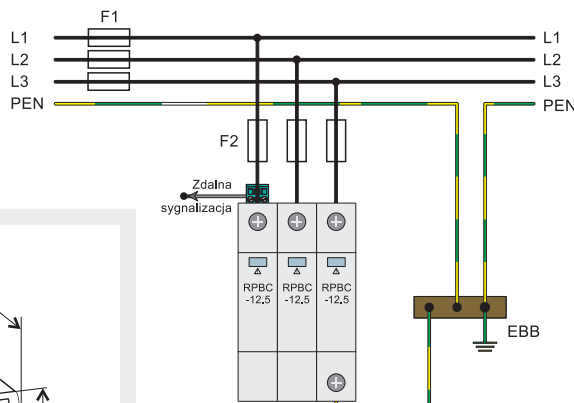 F1
L1 L1
L2 L2
L3 L3
PEN PEN
F2
Zdalna
sygnalizacja
RPBC RPBC RPBC
-12.5 -12.5 -12.5
EBB